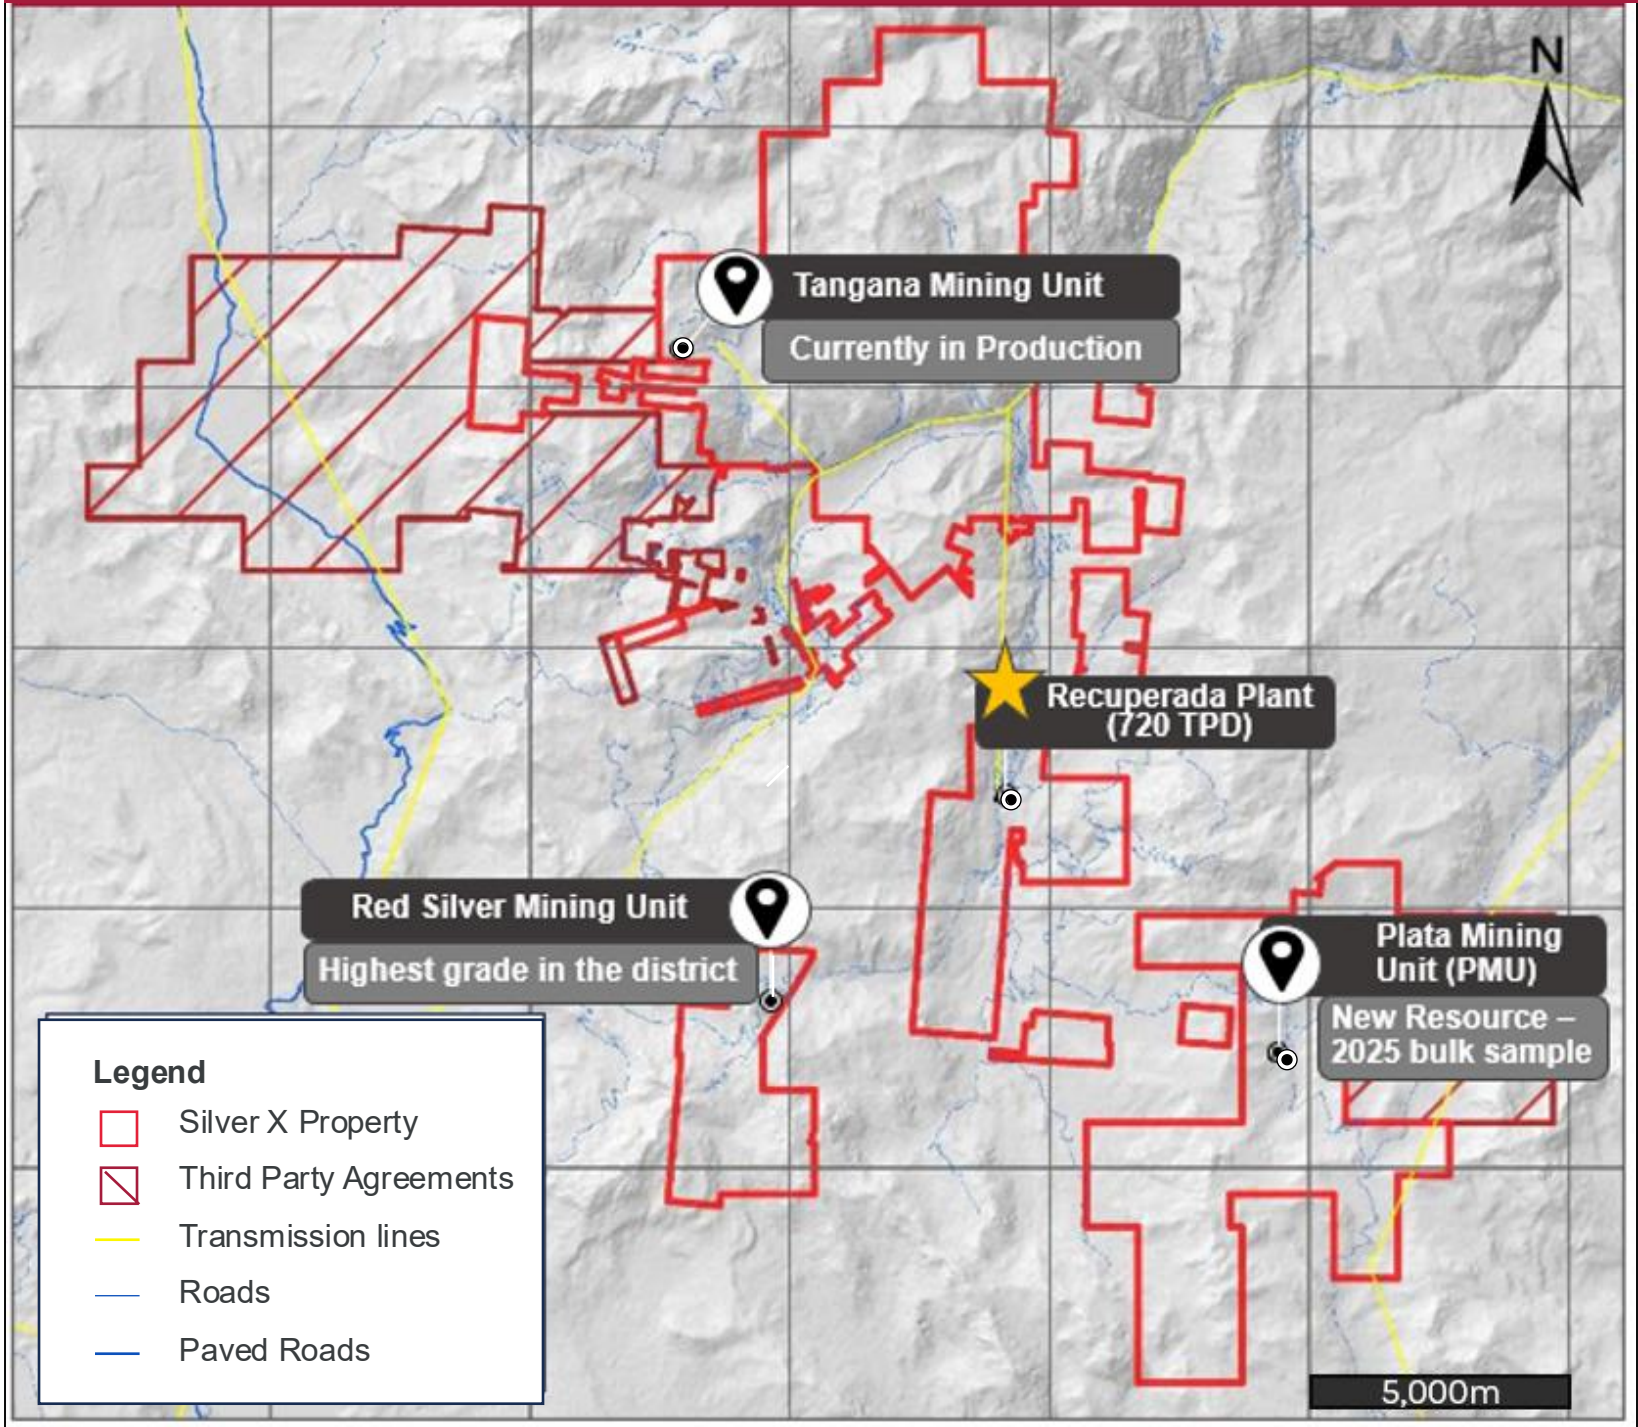 N
Tangana Mining Unit
Currently in Production
Recuperada Plant
(720 TPD)
Red Silver Mining Unit
Highest grade in the district
Plata Mining
Unit (PMU)
New Resource –
2025 bulk sample
Legend
Silver X Property
Third Party Agreements
Transmission lines
Roads
Paved Roads
5,000m